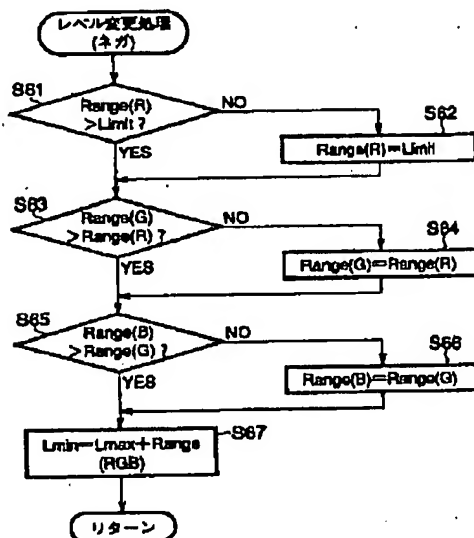 レベル変更処理
(ネガ)
S61
Range(R)
>Limit?
NO
YES
S62
Range(R)=Limit
S63
Range(G)
>Range(R)?
NO
YES
S64
Range(G)=Range(R)
S65
Range(B)
>Range(G)?
NO
YES
S66
Range(B)=Range(G)
S67
Lmin=Lmax+Range
(RGB)
リターン